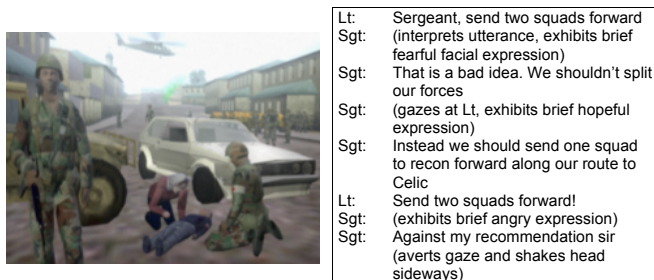 Lt: Sergeant, send two squads forward
Sgt: (interprets utterance, exhibits brief
fearful facial expression)
Sgt: That is a bad idea. We shouldn’t split
our forces
Sgt: (gazes at Lt, exhibits brief hopeful
expression)
Sgt: Instead we should send one squad
to recon forward along our route to
Celic
Lt: Send two squads forward!
Sgt: (exhibits brief angry expression)
Sgt: Against my recommendation sir
(averts gaze and shakes head
sideways)